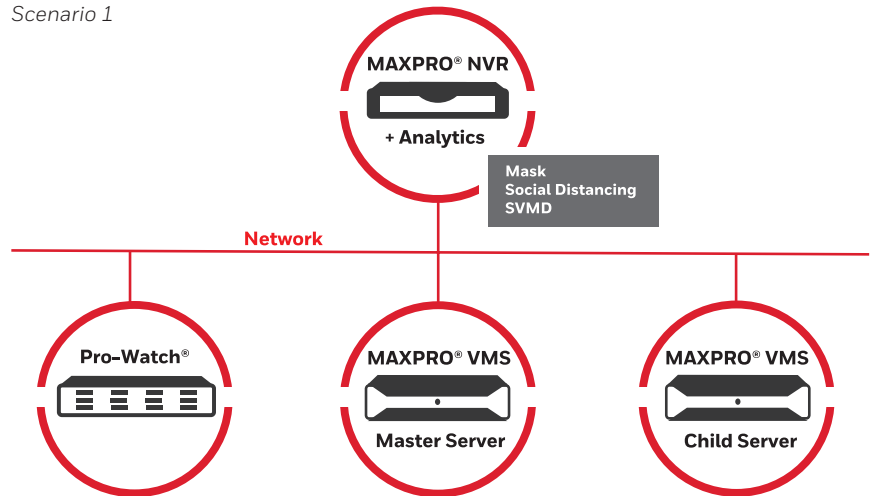 Scenario 1
MAXPRO® NVR
+ Analytics
Mask
Social Distancing
SVMD
Network
Pro-Watch®
MAXPRO® VMS
Master Server
MAXPRO® VMS
Child Server